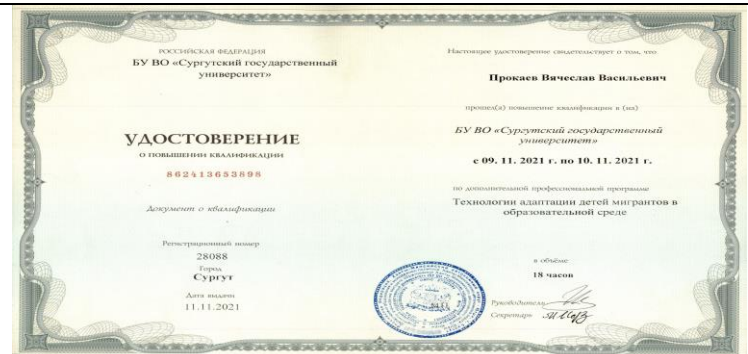 РОССИЙСКАЯ ФЕДЕРАЦИЯ
БУ ВО «Сургутский государственный
университет»
УДОСТОВЕРЕНИЕ
О ПОВЫШЕНИИ КВАЛИФИКАЦИИ
862413653898
Документ о квалификации
Регистрационный номер
28088
Город
Сургут
Дата выдачи
11.11.2021
Настоящее удостоверение свидетельствует о том, что
Прокаев Вячеслав Васильевич
прошел(а) повышение квалификации в (на)
БУ ВО «Сургутский государственный
университет»
с 09. 11. 2021 г. по 10. 11. 2021 г.
по дополнительной профессиональной программе
Технологии адаптации детей мигрантов в
образовательной среде
в объёме
18 часов
Руководитель
Секретарь